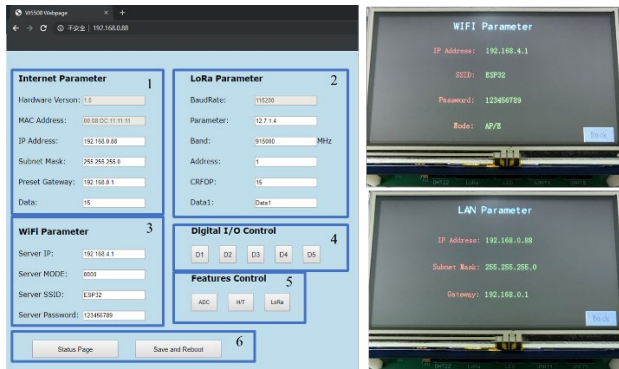 W5500 Webpage
不安全 | 192.168.0.88
Internet Parameter
1
Hardware Verson: 1.0
MAC Address: 00:08:DC:11:11:11
IP Address: 192.168.0.88
Subnet Mask: 255.255.255.0
Preset Gateway: 192.168.0.1
Data: 15
LoRa Parameter
2
BaudRate: 115200
Parameter: 12.7.1.4
Band: 915000 MHz
Address: 1
CRFOP: 15
Data1: Data1
WiFi Parameter
3
Server IP: 192.168.4.1
Server MODE: 0000
Server SSID: ESP32
Server Password: 123456789
Digital I/O Control
4
D1 D2 D3 D4 D5
Features Control
5
ADC H/T LoRa
6
Status Page Save and Reboot
WIFI Parameter
IP Address: 192.168.4.1
SSID: ESP32
Password: 123456789
Mode:
Back
LAN Parameter
IP Address: 192.168.0.88
Subnet Mask: 255.255.255.0
Gateway: 192.168.0.1
Back